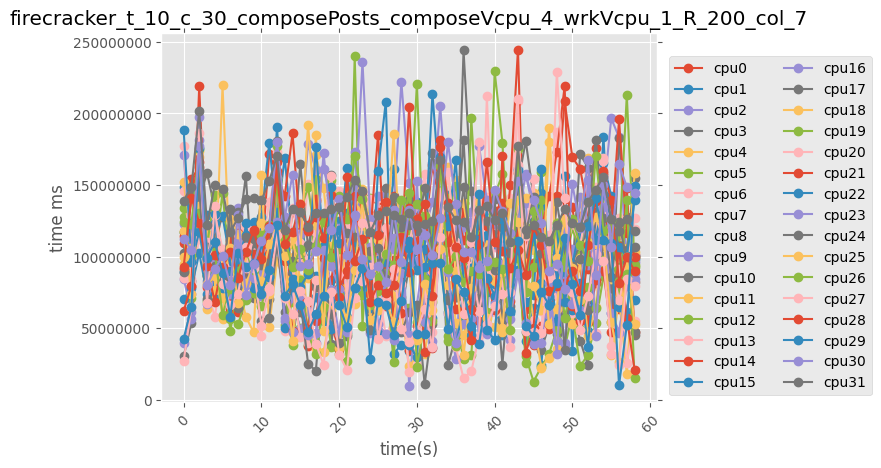 firecracker_t_10_c_30_composePosts_composeVcpu_4_wrkVcpu_1_R_200_col_7
250000000
200000000
150000000
100000000
50000000
0
time ms
0 10 20 30 40 50 60
time(s)
cpu0
cpu1
cpu2
cpu3
cpu4
cpu5
cpu6
cpu7
cpu8
cpu9
cpu10
cpu11
cpu12
cpu13
cpu14
cpu15
cpu16
cpu17
cpu18
cpu19
cpu20
cpu21
cpu22
cpu23
cpu24
cpu25
cpu26
cpu27
cpu28
cpu29
cpu30
cpu31